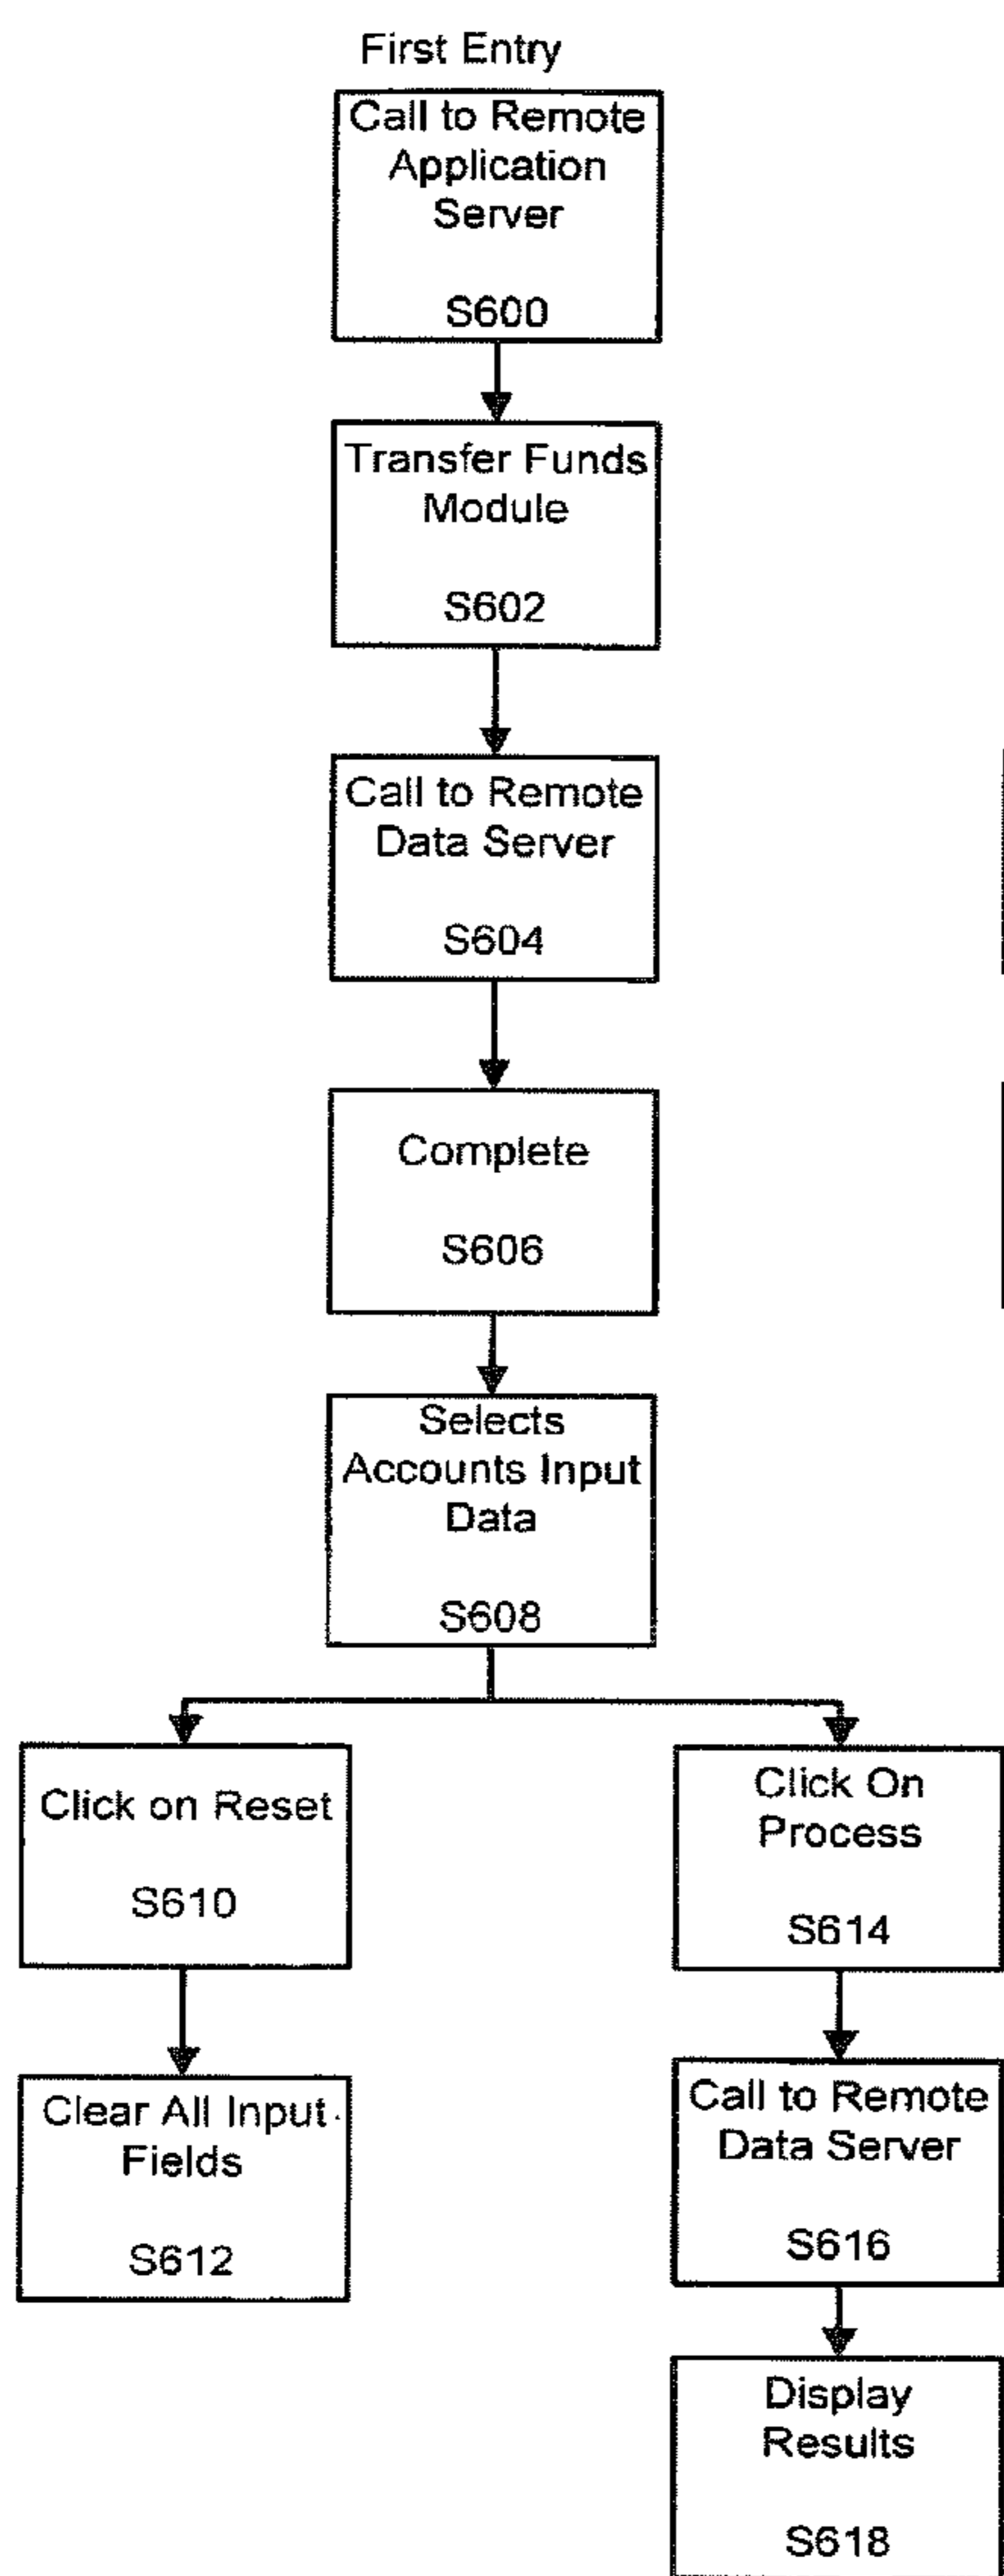 First Entry
Call to Remote
Application
Server
S600
Transfer Funds
Module
S602
Call to Remote
Data Server
S604
Complete
S606
Selects
Accounts Input
Data
S608
Click on Reset
S610
Clear All Input
Fields
S612
Click On
Process
S614
Call to Remote
Data Server
S616
Display
Results
S618